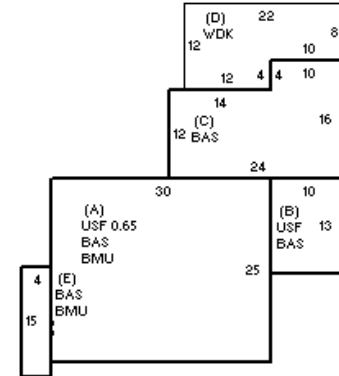 (D) 22
WDK 8
12
10
12 4 4 10
14
(C) 16
12 BAS
24
30 10
(A) (B)
USF 0.65 USF 13
BAS BAS
BMU
25
4 (E)
BAS
BMU
15